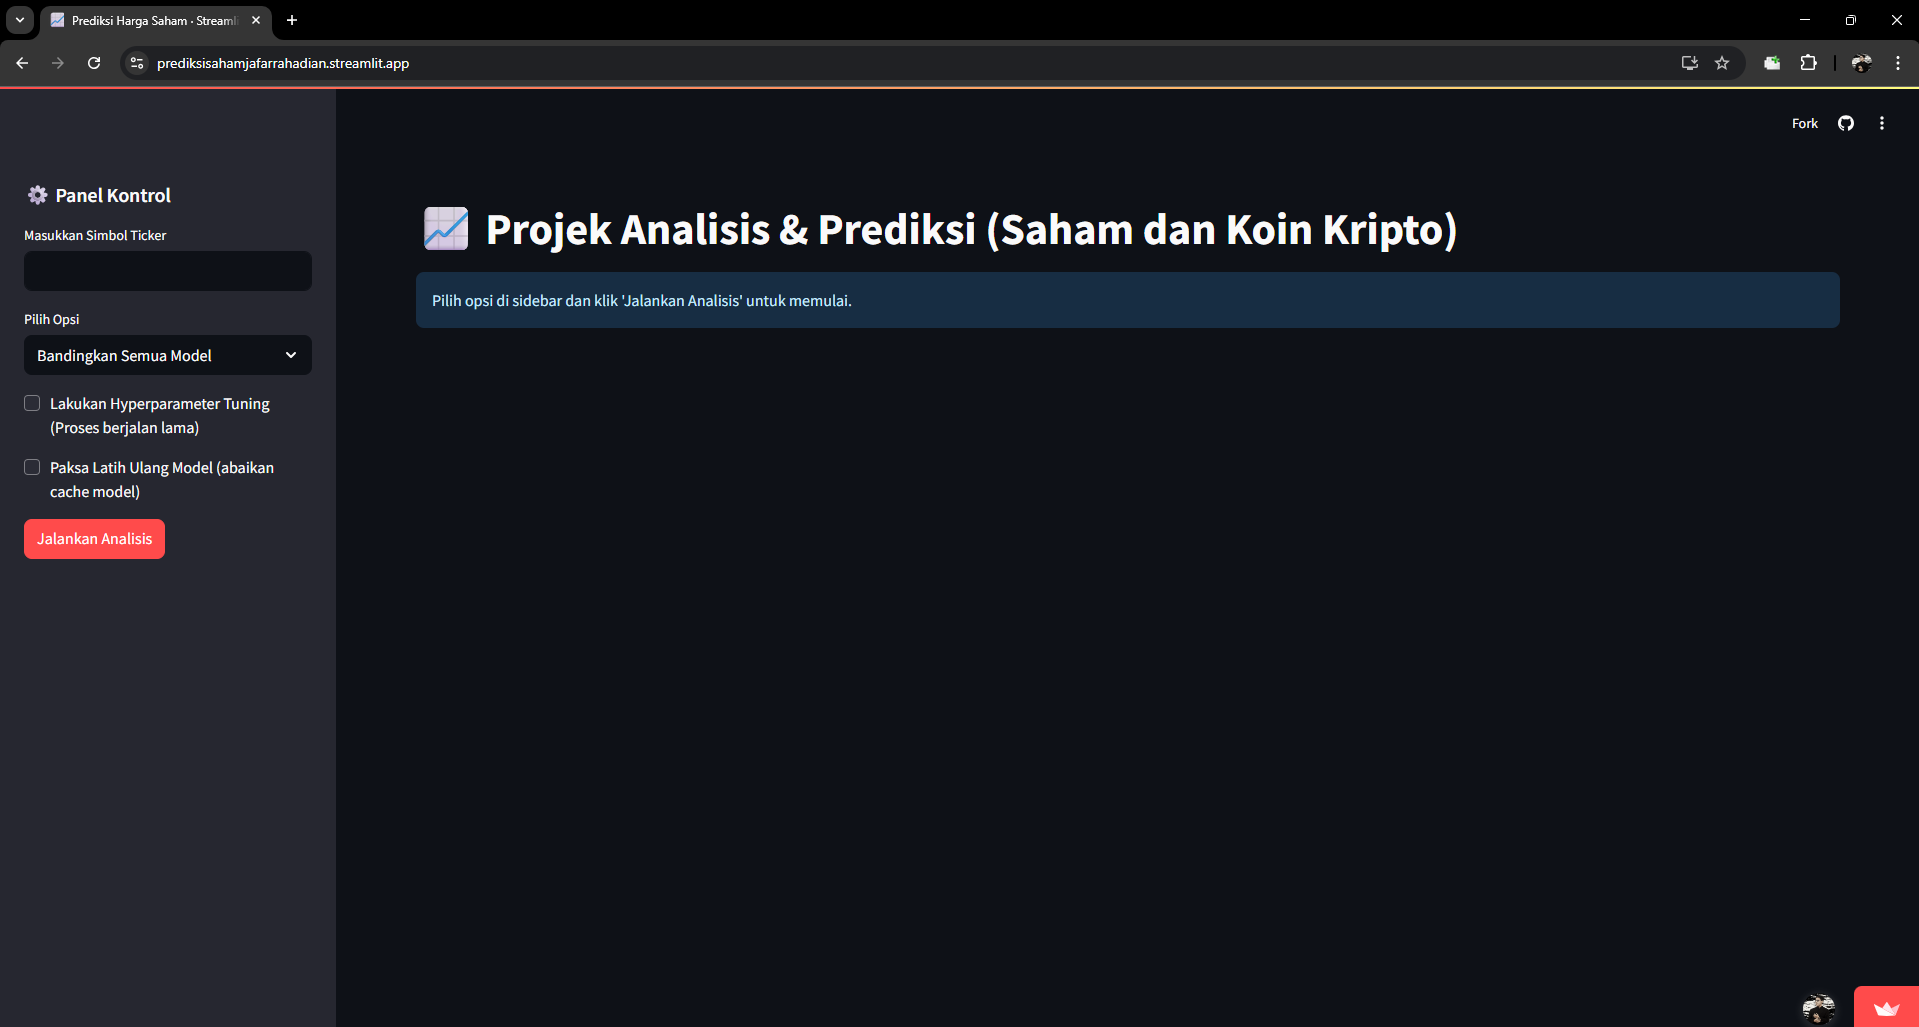 Prediksi Harga Saham · Streamli
prediksisahamjafarrahadian.streamlit.app
Fork
Panel Kontrol
Masukkan Simbol Ticker
Pilih Opsi
Bandingkan Semua Model
Lakukan Hyperparameter Tuning
(Proses berjalan lama)
Paksa Latih Ulang Model (abaikan
cache model)
Jalankan Analisis
Projek Analisis & Prediksi (Saham dan Koin Kripto)
Pilih opsi di sidebar dan klik 'Jalankan Analisis' untuk memulai.